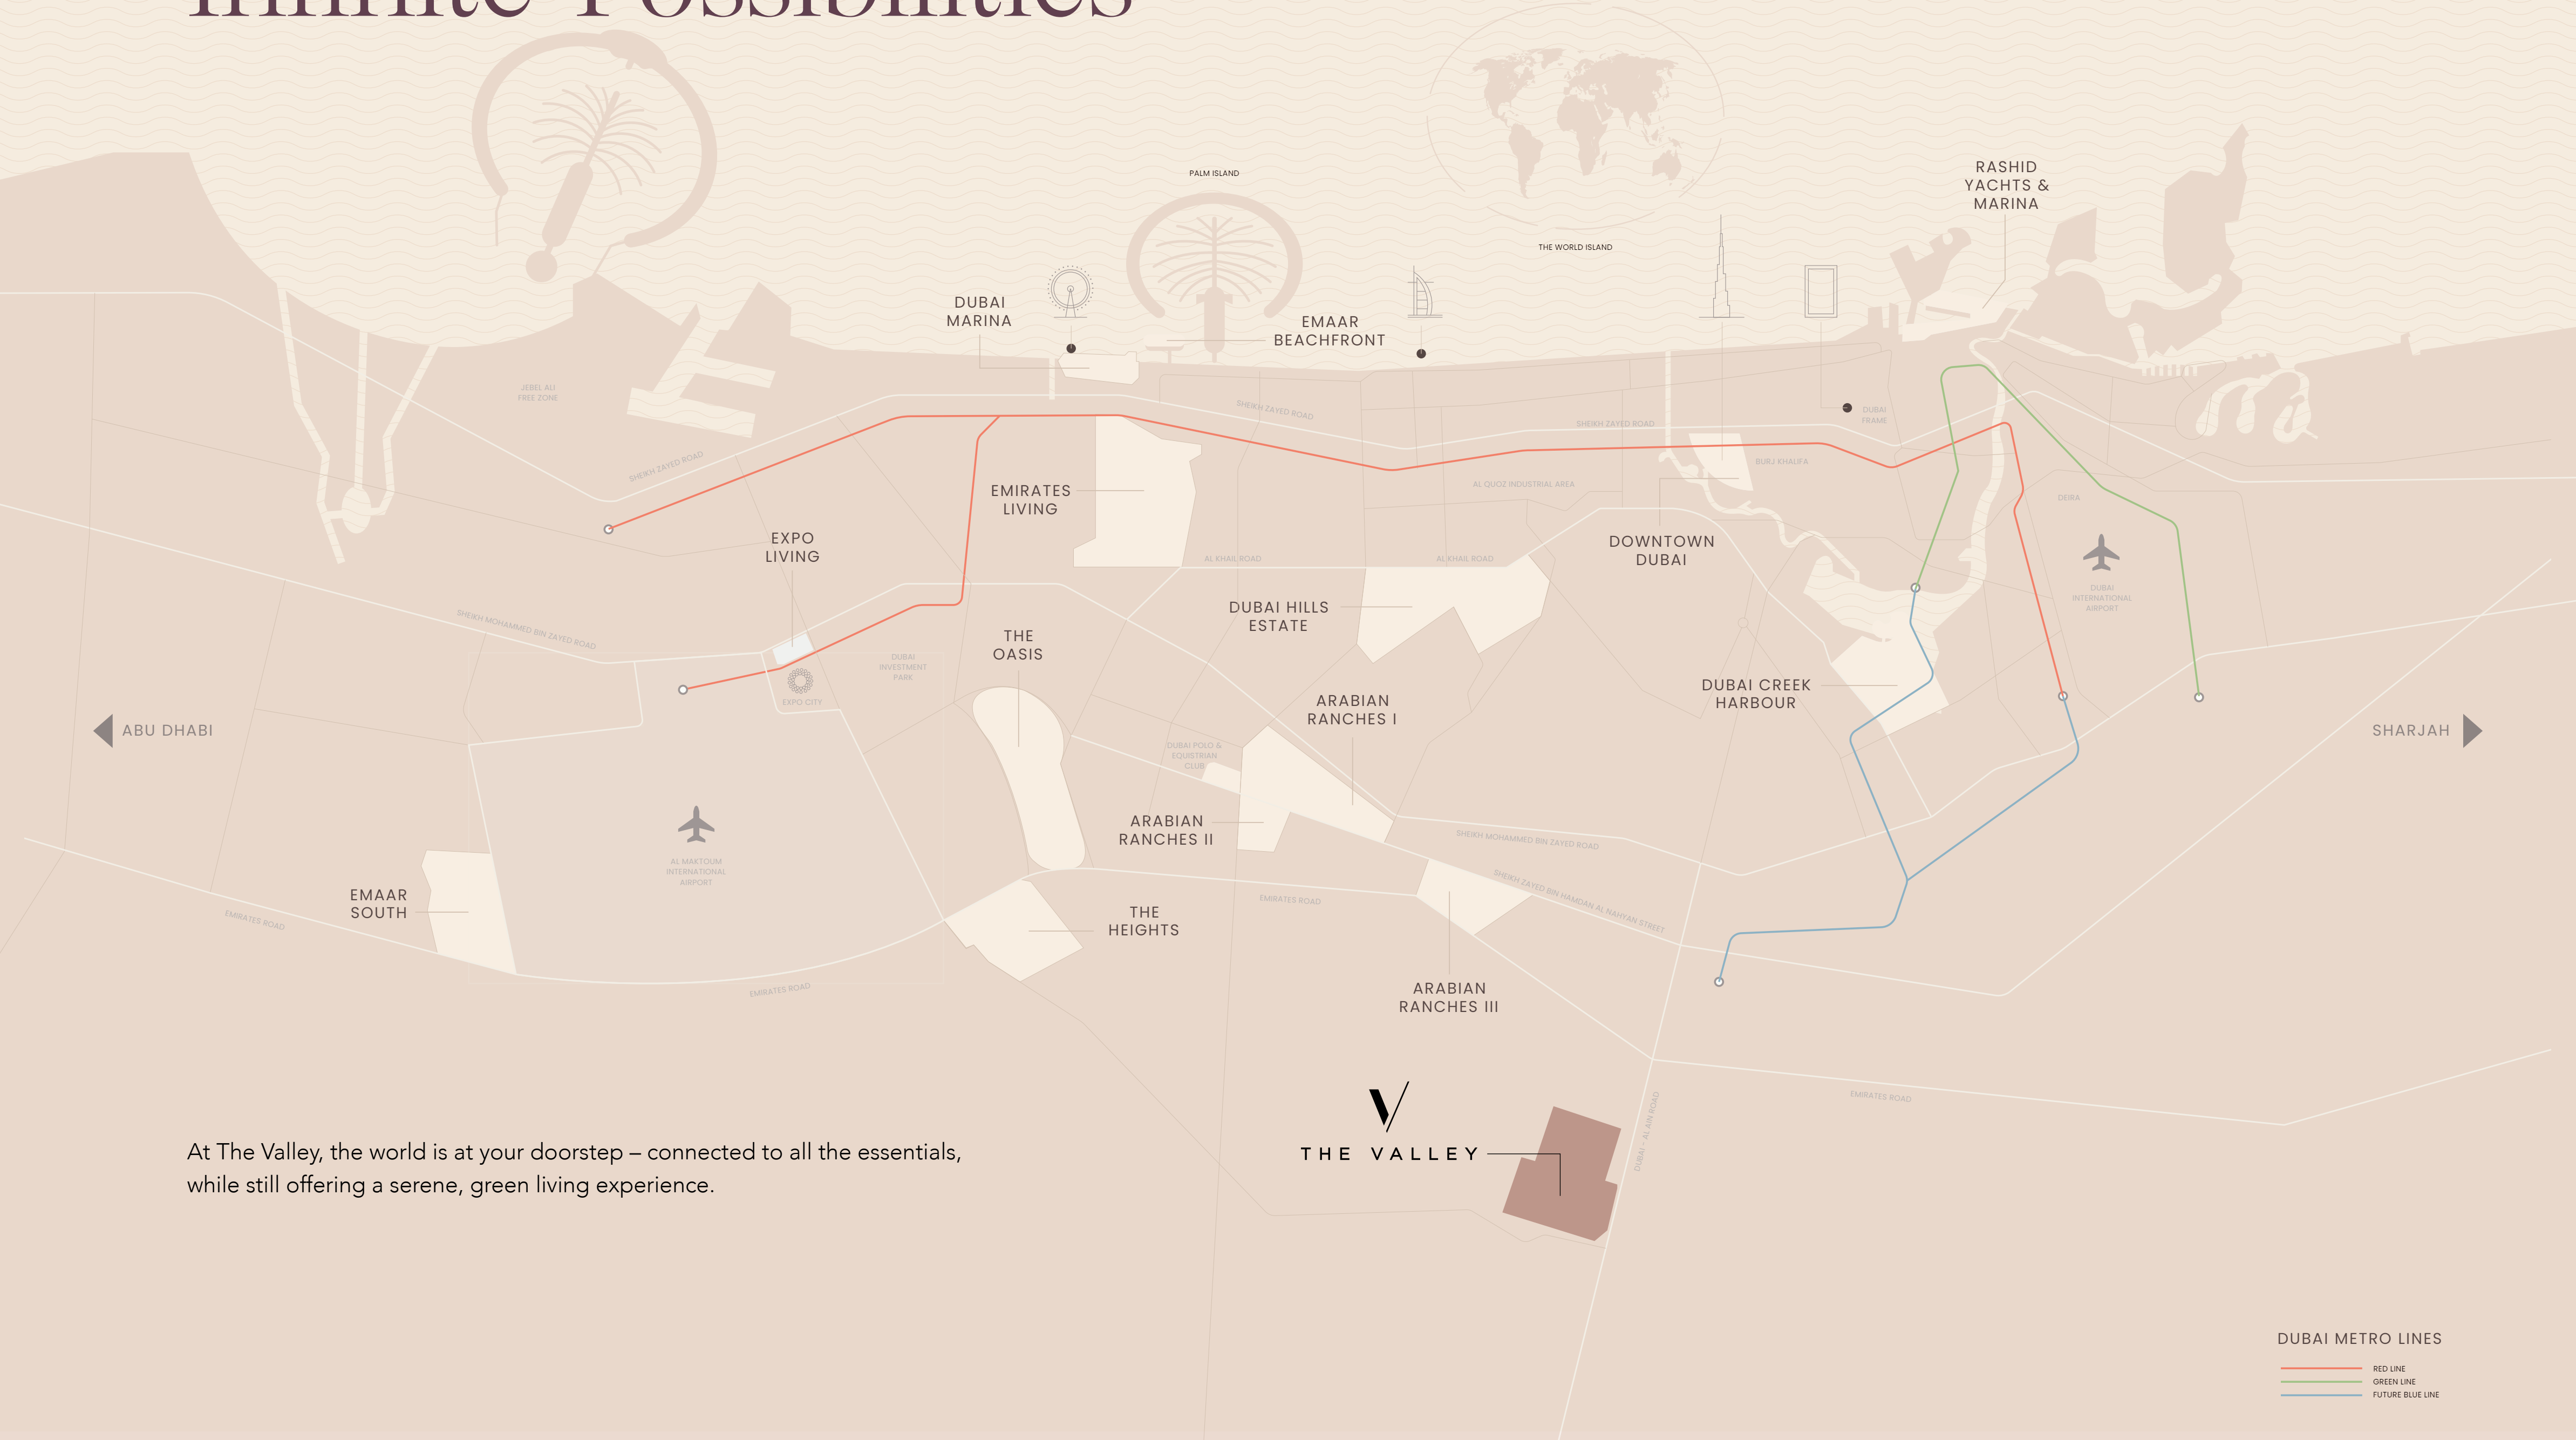 Infinite Possibilities
PALM ISLAND
THE WORLD ISLAND
RASHID
YACHTS &
MARINA
DUBAI
MARINA
EMAAR
BEACHFRONT
JEBEL ALI
FREE ZONE
SHEIKH ZAYED ROAD
SHEIKH ZAYED ROAD
SHEIKH ZAYED ROAD
DUBAI
FRAME
BURJ KHALIFA
AL QUOZ INDUSTRIAL AREA
DEIRA
EMIRATES
LIVING
EXPO
LIVING
DOWNTOWN
DUBAI
AL KHAIL ROAD
AL KHAIL ROAD
DUBAI
INTERNATIONAL
AIRPORT
DUBAI HILLS
ESTATE
SHEIKH MOHAMMED BIN ZAYED ROAD
THE
OASIS
DUBAI
INVESTMENT
PARK
EXPO CITY
DUBAI CREEK
HARBOUR
ARABIAN
RANCHES I
ABU DHABI
SHARJAH
DUBAI POLO &
EQUESTRIAN
CLUB
ARABIAN
RANCHES II
SHEIKH MOHAMMED BIN ZAYED ROAD
AL MAKTOUM
INTERNATIONAL
AIRPORT
SHEIKH ZAYED BIN HAMDAN AL NAHYAN STREET
EMAAR
SOUTH
EMIRATES ROAD
EMIRATES ROAD
THE
HEIGHTS
EMIRATES ROAD
ARABIAN
RANCHES III
EMIRATES ROAD
DUBAI - AL AIN ROAD
V
THE VALLEY
At The Valley, the world is at your doorstep – connected to all the essentials,
while still offering a serene, green living experience.
DUBAI METRO LINES
RED LINE
GREEN LINE
FUTURE BLUE LINE